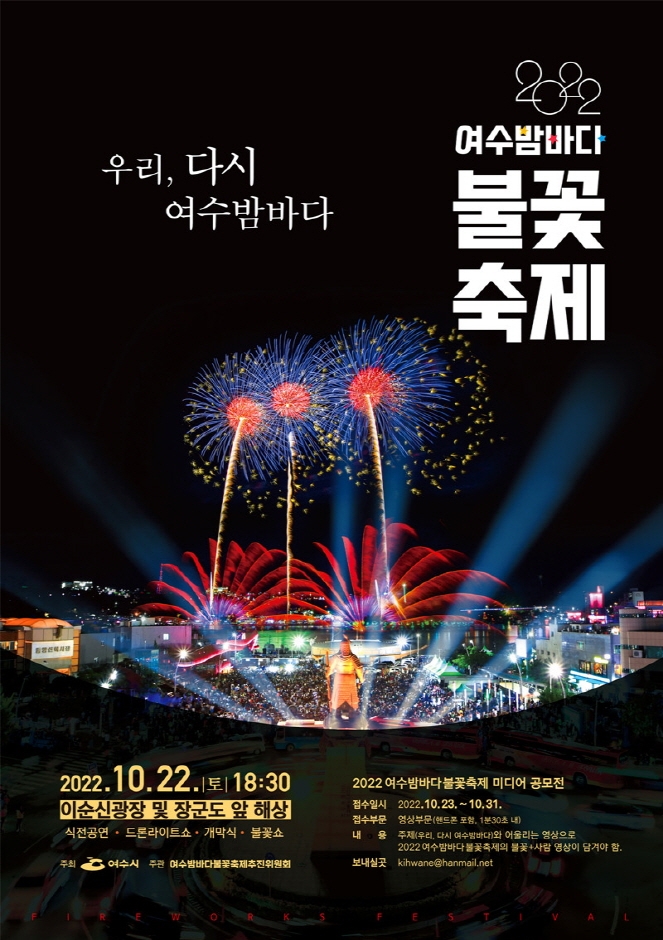 2022
여수밤바다
불꽃
축제
우리, 다시
여수밤바다
2022.10.22.|토|18:30
이순신광장 및 장군도 앞 해상
식전공연 • 드론라이트쇼 • 개막식 • 불꽃쇼
주최 여수시 주관 여수밤바다불꽃축제추진위원회
2022 여수밤바다불꽃축제 미디어 공모전
접수일시 2022.10.23.~10.31.
접수부문 영상부문(핸드폰 포함, 1분30초 내)
내 용 주제(우리, 다시 여수밤바다)와 어울리는 영상으로
2022 여수밤바다불꽃축제의 불꽃+사람 영상이 담겨야 함.
보내실곳 kihwane@hanmail.net
FIREWORKS FESTIVAL